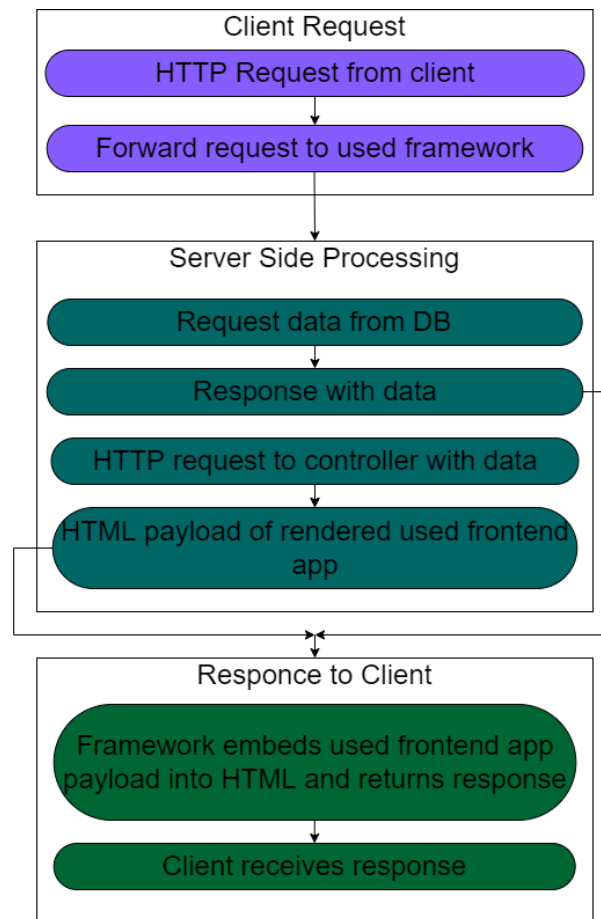 Client Request
HTTP Request from client
Forward request to used framework
Server Side Processing
Request data from DB
Response with data
HTTP request to controller with data
HTML payload of rendered used frontend
app
Responce to Client
Framework embeds used frontend app
payload into HTML and returns response
Client receives response